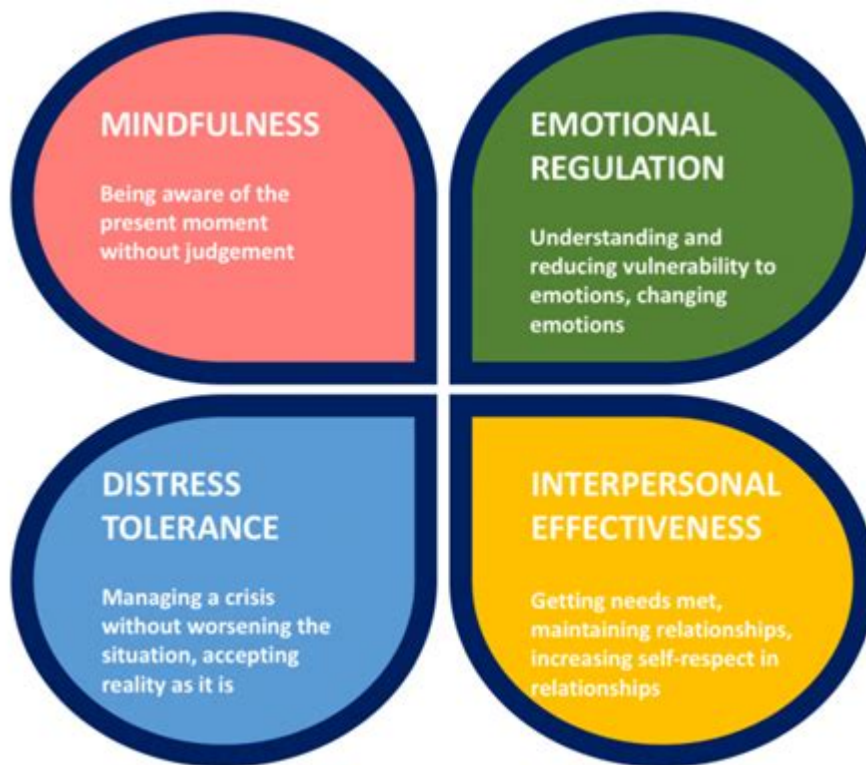 MINDFULNESS
Being aware of the
present moment
without judgement
EMOTIONAL
REGULATION
Understanding and
reducing vulnerability to
emotions, changing
emotions
DISTRESS
TOLERANCE
Managing a crisis
without worsening the
situation, accepting
reality as it is
INTERPERSONAL
EFFECTIVENESS
Getting needs met,
maintaining relationships,
increasing self-respect in
relationships